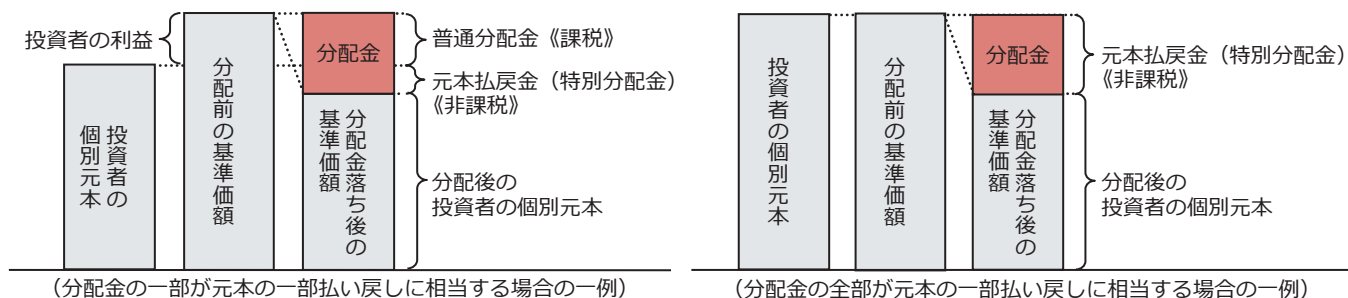 投資者の利益
投資者の
個別元本
分配前の基準価額
分配金
分配金落ち後の
基準価額
普通分配金《課税》
元本払戻金（特別分配金）
《非課税》
分配後の
投資者の個別元本
（分配金の一部が元本の一部払い戻しに相当する場合の一例）
投資者の個別元本
分配前の基準価額
分配金
分配金落ち後の
基準価額
元本払戻金（特別分配金）
《非課税》
分配後の
投資者の個別元本
（分配金の全部が元本の一部払い戻しに相当する場合の一例）